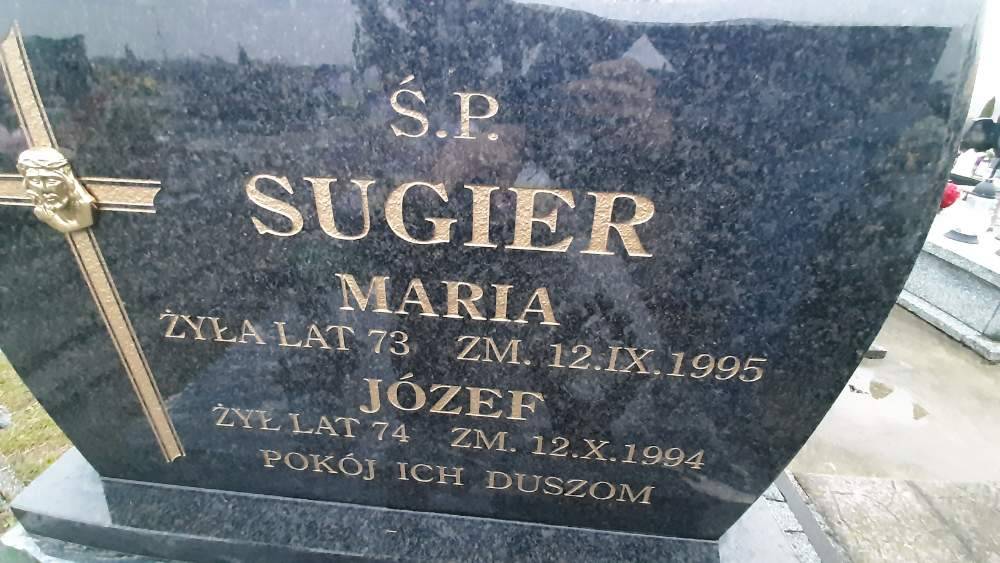 Ś.P.
SUGIER
MARIA
ŻYŁA LAT 73 ZM. 12.IX.1995
JÓZEF
ŻYŁ LAT 74 ZM. 12.X.1994
POKÓJ ICH DUSZOM